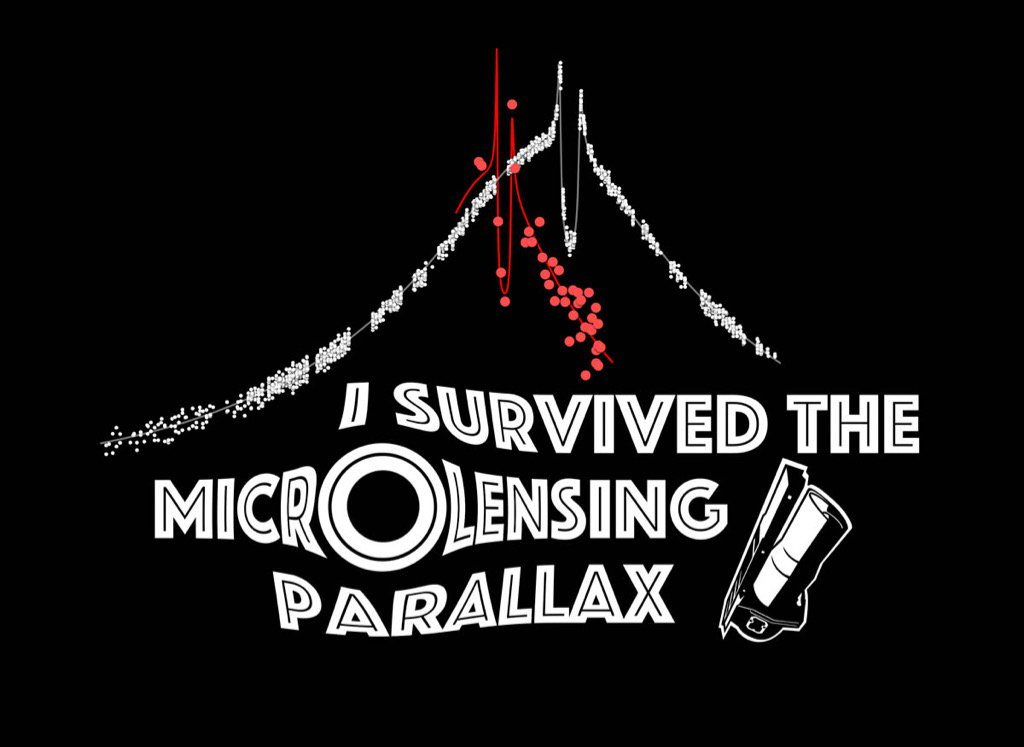 I SURVIVED THE
MICROLENSING
PARALLAX